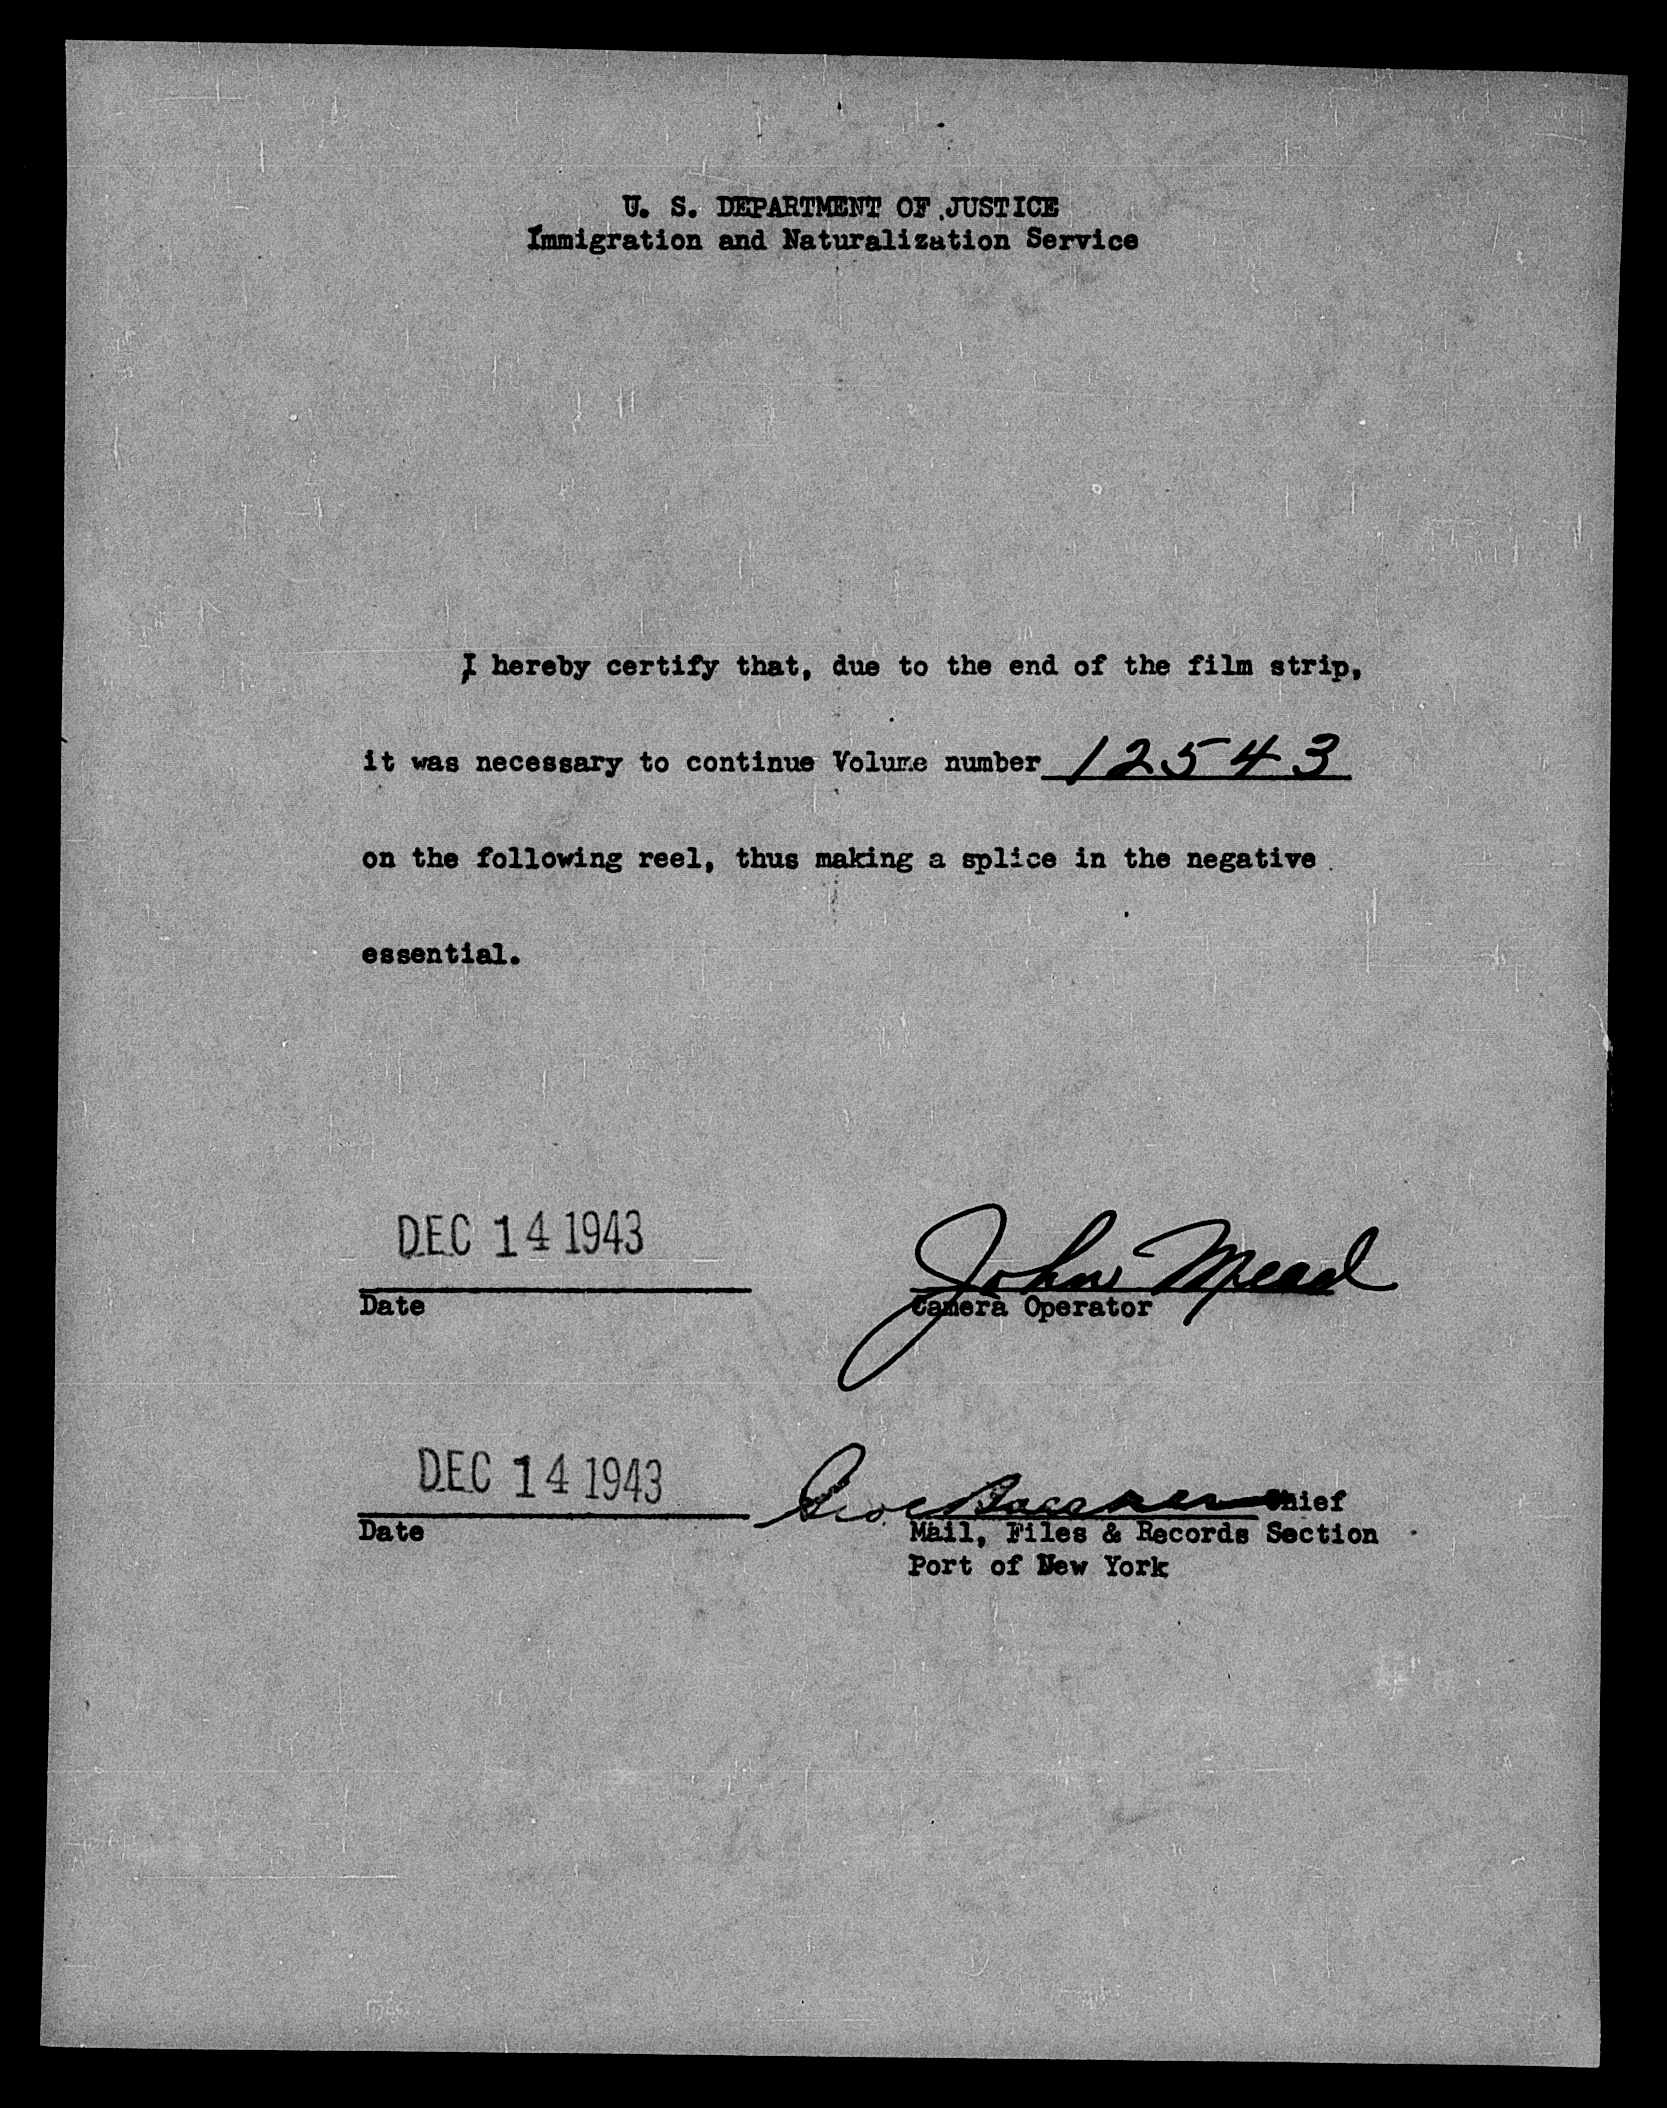 U. S. DEPARTMENT OF JUSTICE
Immigration and Naturalization Service
I hereby certify that, due to the end of the film strip,
it was necessary to continue Volume number 12543
on the following reel, thus making a splice in the negative
essential.
DEC 14 1943 John Mead
Date Camera Operator
DEC 14 1943 Chief
Date Mail, Files & Records Section
Port of New York